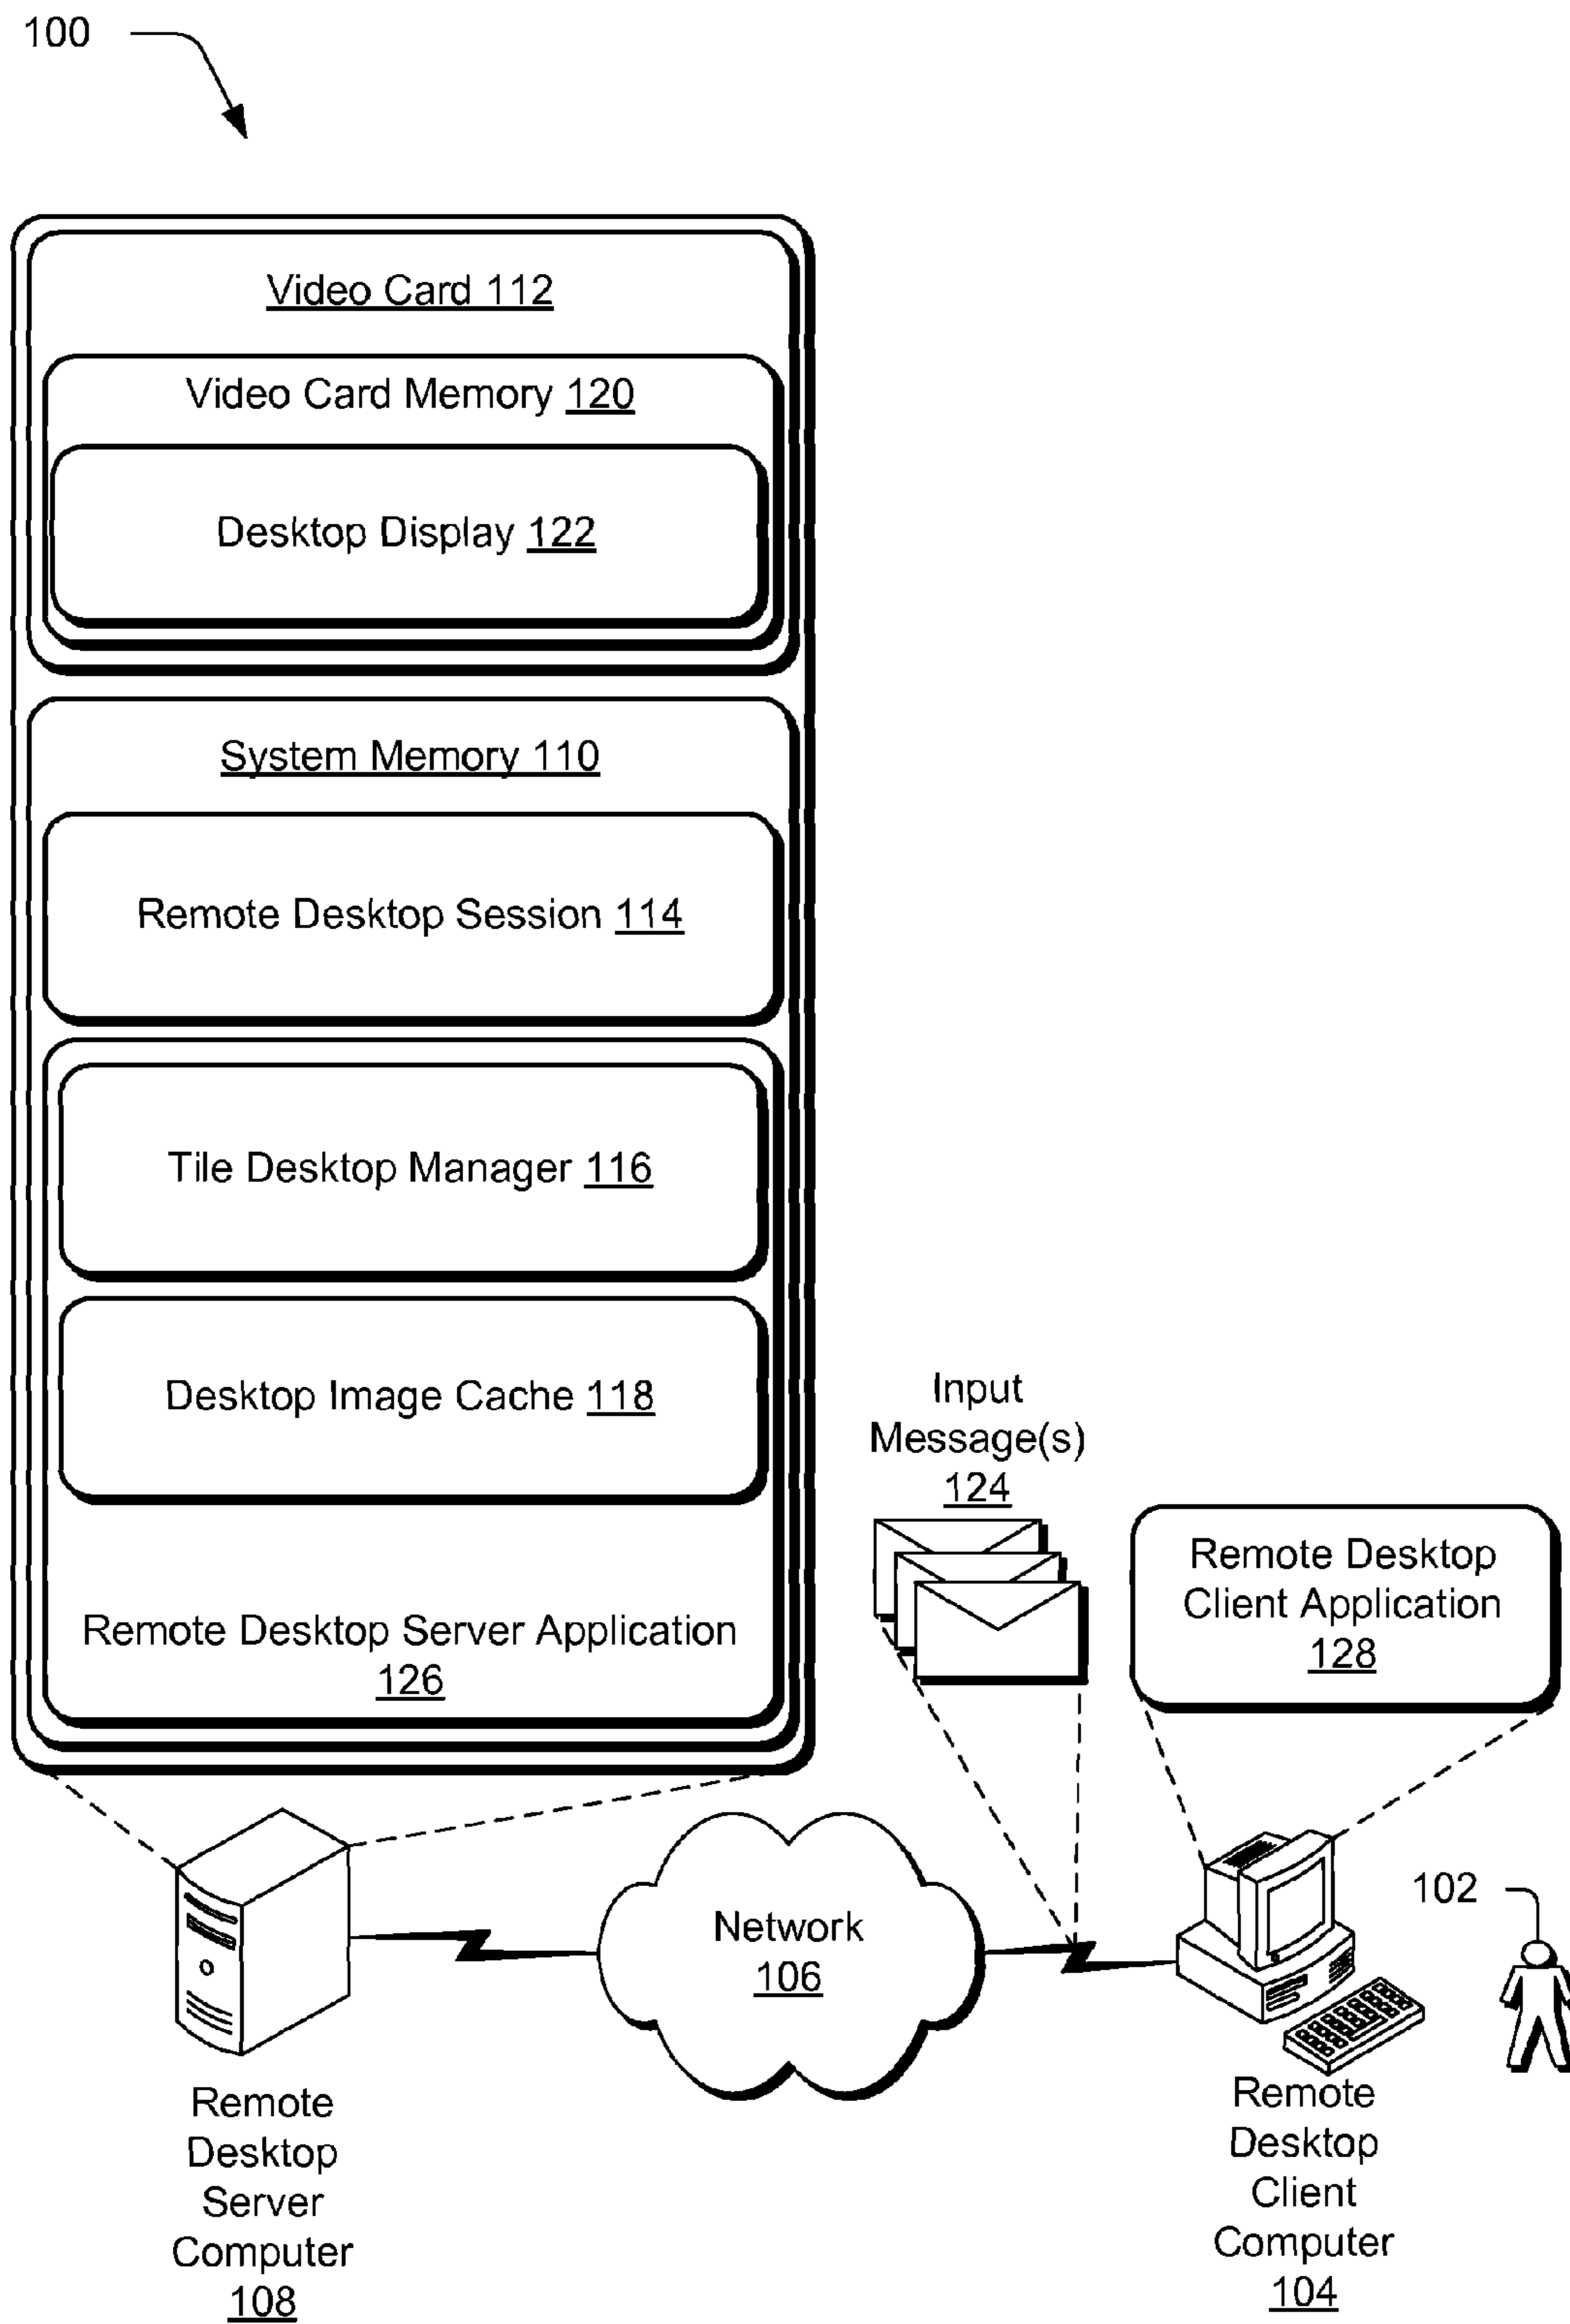 100
Video Card 112
Video Card Memory 120
Desktop Display 122
System Memory 110
Remote Desktop Session 114
Tile Desktop Manager 116
Desktop Image Cache 118
Remote Desktop Server Application
126
Input
Message(s)
124
Remote Desktop
Client Application
128
Network
106
102
Remote
Desktop
Server
Computer
108
Remote
Desktop
Client
Computer
104